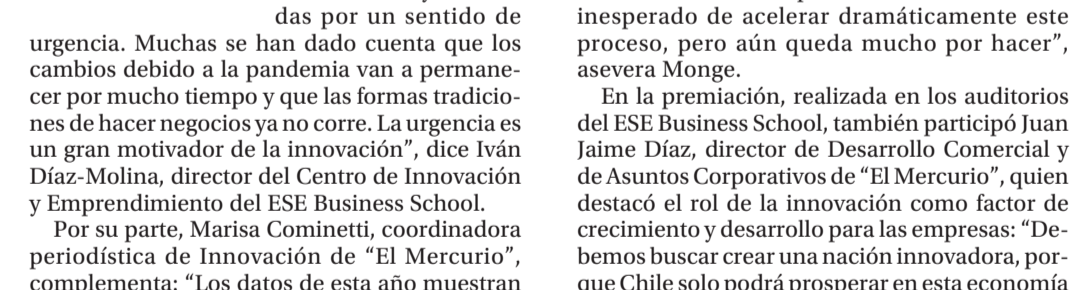 das por un sentido de
urgencia. Muchas se han dado cuenta que los
cambios debido a la pandemia van a permane-
cer por mucho tiempo y que las formas tradicio-
nes de hacer negocios ya no corre. La urgencia es
un gran motivador de la innovación”, dice Iván
Díaz-Molina, director del Centro de Innovación
y Emprendimiento del ESE Business School.
Por su parte, Marisa Cominetti, coordinadora
periodística de Innovación de “El Mercurio”,
complementa: “Los datos de esta año muestran
inesperado de acelerar dramáticamente este
proceso, pero aún queda mucho por hacer”,
asevera Monge.
En la premiación, realizada en los auditorios
del ESE Business School, también participó Juan
Jaime Díaz, director de Desarrollo Comercial y
de Asuntos Corporativos de “El Mercurio”, quien
destacó el rol de la innovación como factor de
crecimiento y desarrollo para las empresas: “De-
bemos buscar crear una nación innovadora, por-
que Chile solo podrá prosperar en esta economía